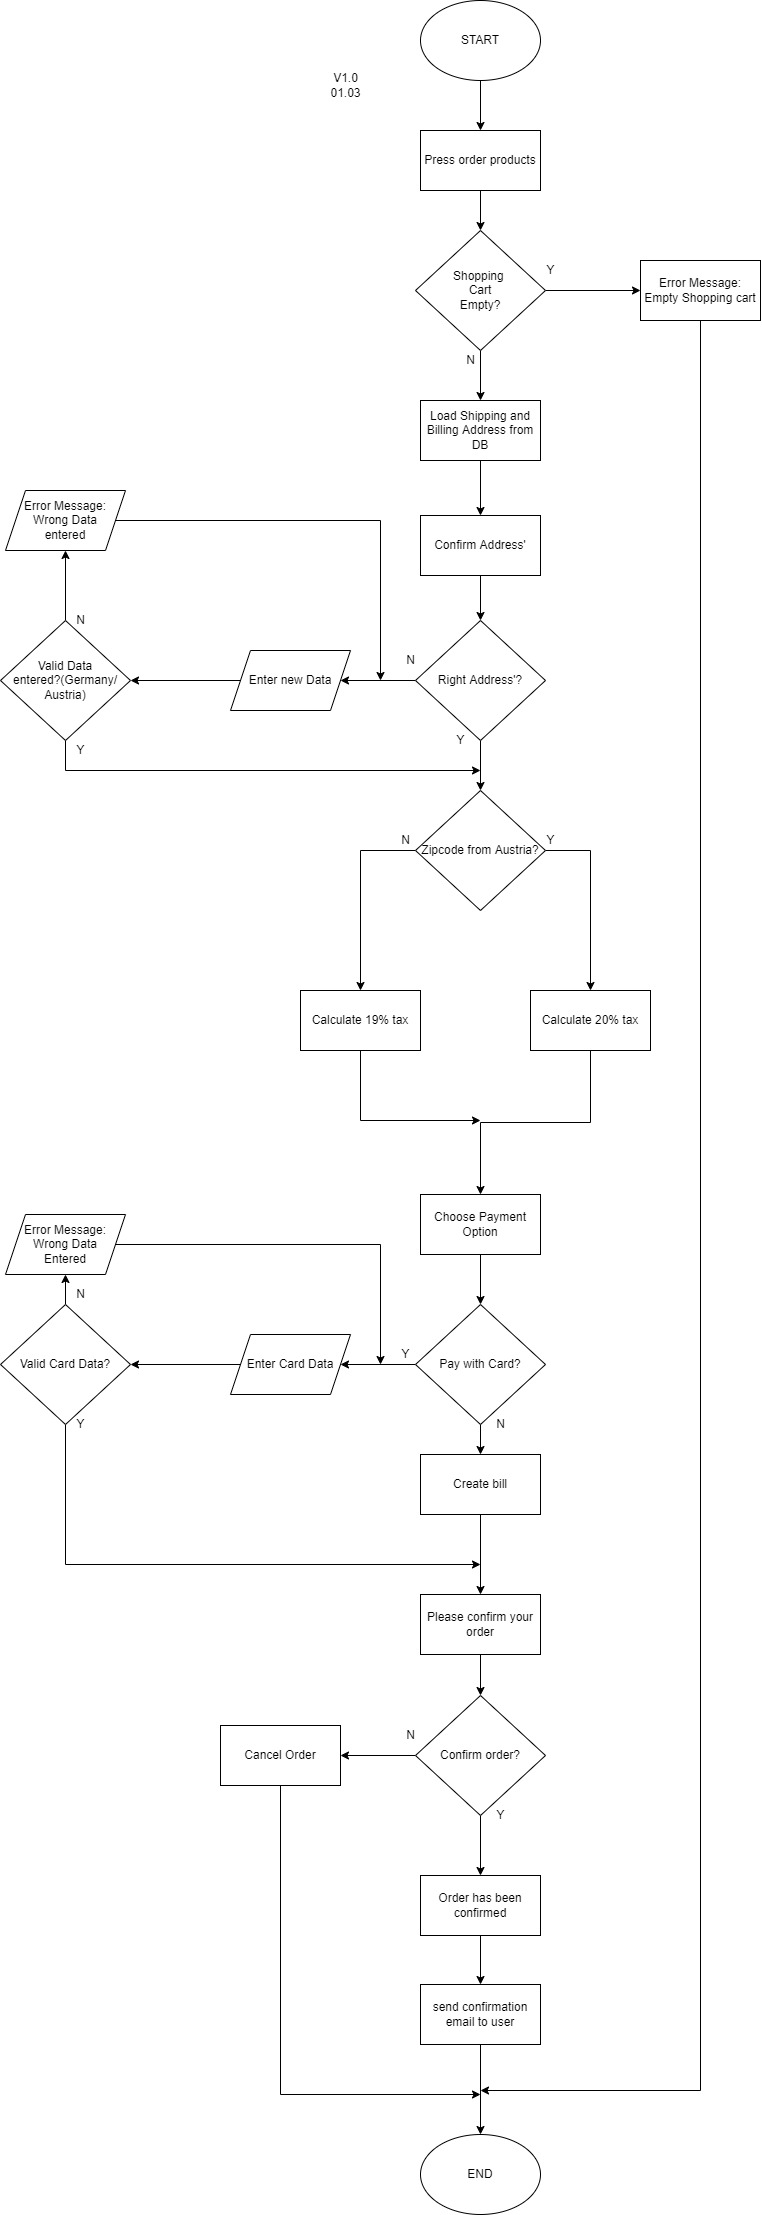 START
V1.0
01.03
Press order products
Shopping
Cart
Empty?
Y
Error Message:
Empty Shopping cart
N
Load Shipping and
Billing Address from
DB
Confirm Address'
Error Message:
Wrong Data
entered
N
Valid Data
entered?(Germany/
Austria)
Y
Enter new Data
N
Right Address'?
Y
Zipcode from Austria?
N
Y
Calculate 19% tax
Calculate 20% tax
Choose Payment
Option
Error Message:
Wrong Data
Entered
N
Valid Card Data?
Y
Enter Card Data
Y
Pay with Card?
N
Create bill
Please confirm your
order
N
Confirm order?
Cancel Order
Y
Order has been
confirmed
send confirmation
email to user
END